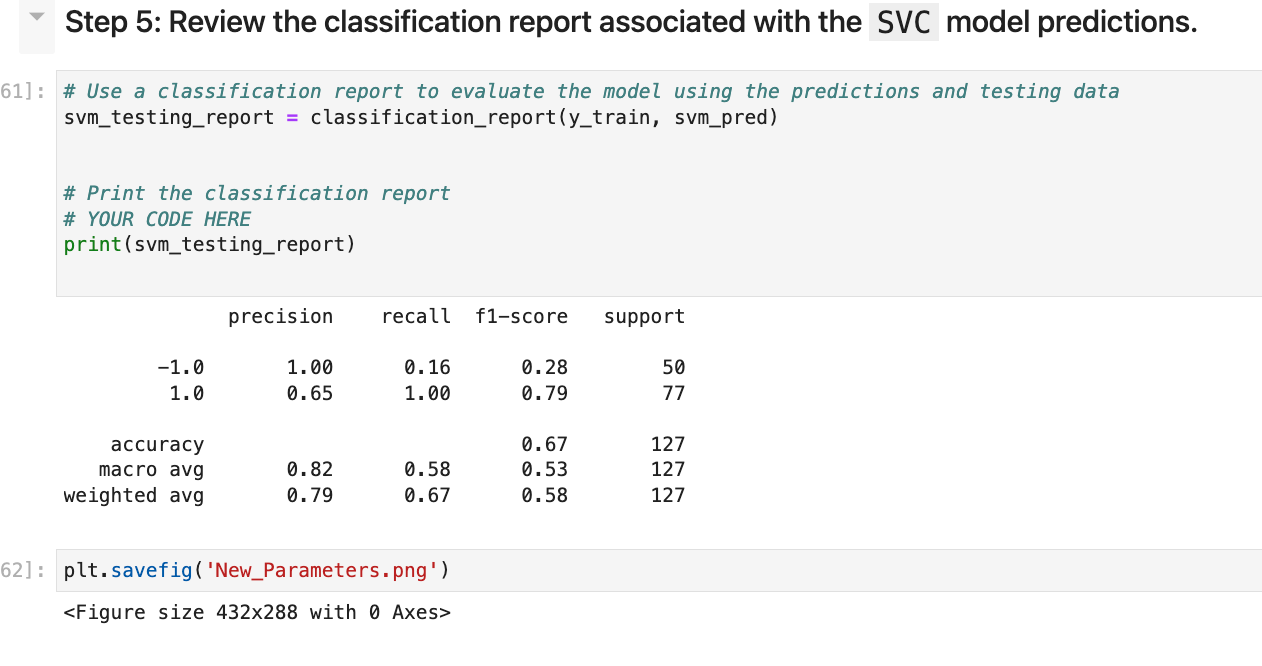 Step 5: Review the classification report associated with the SVC model predictions.
61]:
# Use a classification report to evaluate the model using the predictions and testing data
svm_testing_report = classification_report(y_train, svm_pred)
# Print the classification report
# YOUR CODE HERE
print(svm_testing_report)
precision recall f1-score support
-1.0 1.00 0.16 0.28 50
1.0 0.65 1.00 0.79 77
accuracy 0.67 127
macro avg 0.82 0.58 0.53 127
weighted avg 0.79 0.67 0.58 127
62]:
plt.savefig('New_Parameters.png')
<Figure size 432x288 with 0 Axes>